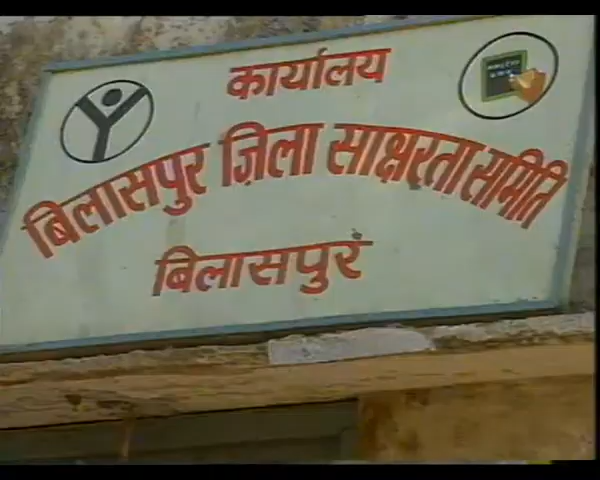 कार्यालय
बिलासपुर ज़िला साक्षरता समिति
बिलासपुर